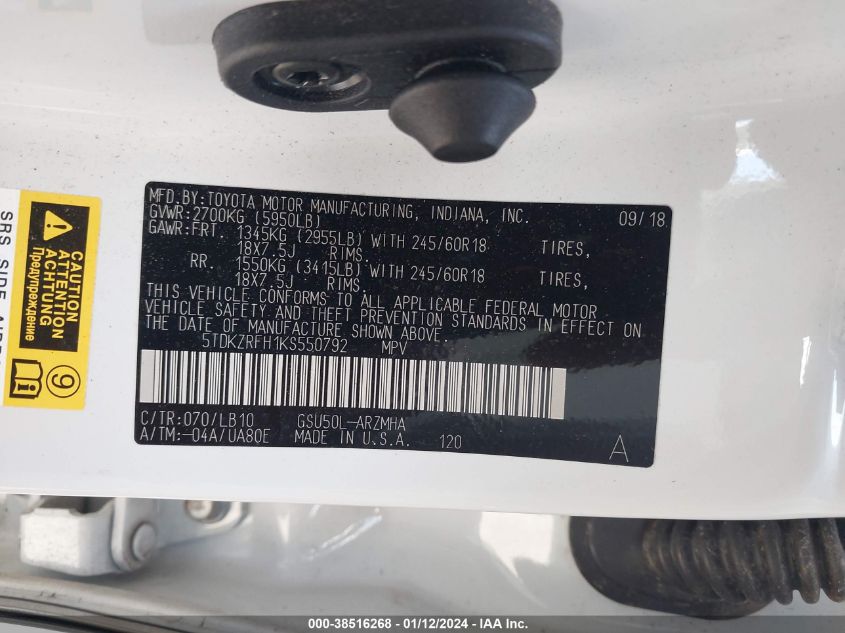 MFD.BY:TOYOTA MOTOR MANUFACTURING, INDIANA, INC. 09/18
GVWR:2700KG (5950LB)
GAWR:FRT. 1345KG (2955LB) WITH 245/60R18 TIRES,
18X7.5J RIMS.
RR. 1550KG (3415LB) WITH 245/60R18 TIRES,
18X7.5J RIMS.
THIS VEHICLE CONFORMS TO ALL APPLICABLE FEDERAL MOTOR
VEHICLE SAFETY AND THEFT PREVENTION STANDARDS IN EFFECT ON
THE DATE OF MANUFACTURE SHOWN ABOVE.
5TDKZRFH1KS550792 MPV
C/TR:070/LB10 GSU50L-ARZMHA
A/TM:-04A/UA80E MADE IN U.S.A. 120 A
CAUTION
ATTENTION
ACHTUNG
Предупреждение
9
SRS SIDE
000-38516268 - 01/12/2024 - IAA Inc.